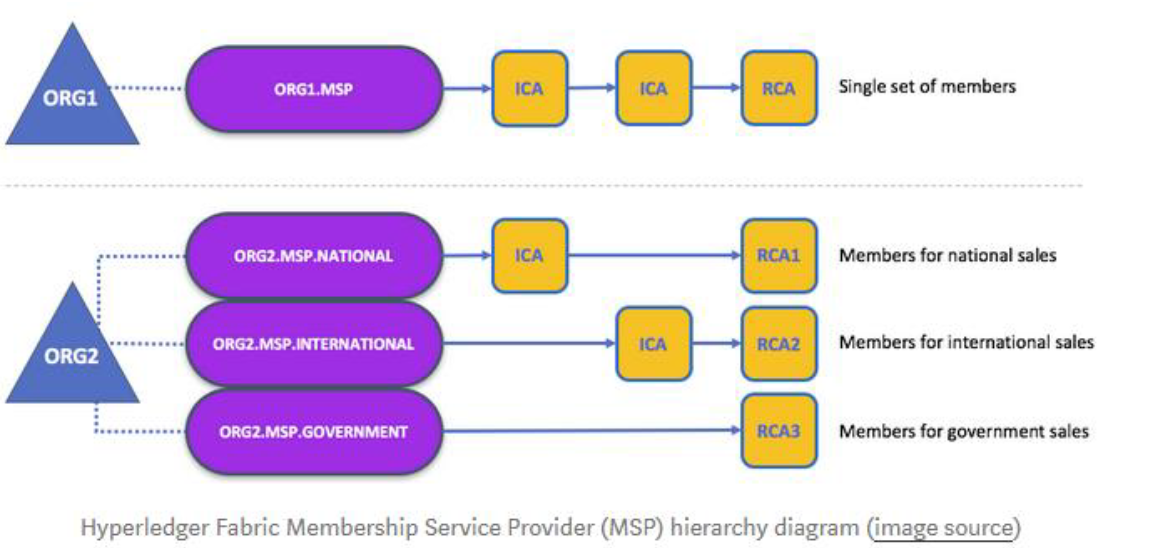 ORG1
ORG1.MSP
ICA
ICA
RCA
Single set of members
ORG2
ORG2.MSP.NATIONAL
ICA
RCA1
Members for national sales
ORG2.MSP.INTERNATIONAL
ICA
RCA2
Members for international sales
ORG2.MSP.GOVERNMENT
RCA3
Members for government sales
Hyperledger Fabric Membership Service Provider (MSP) hierarchy diagram (image source)